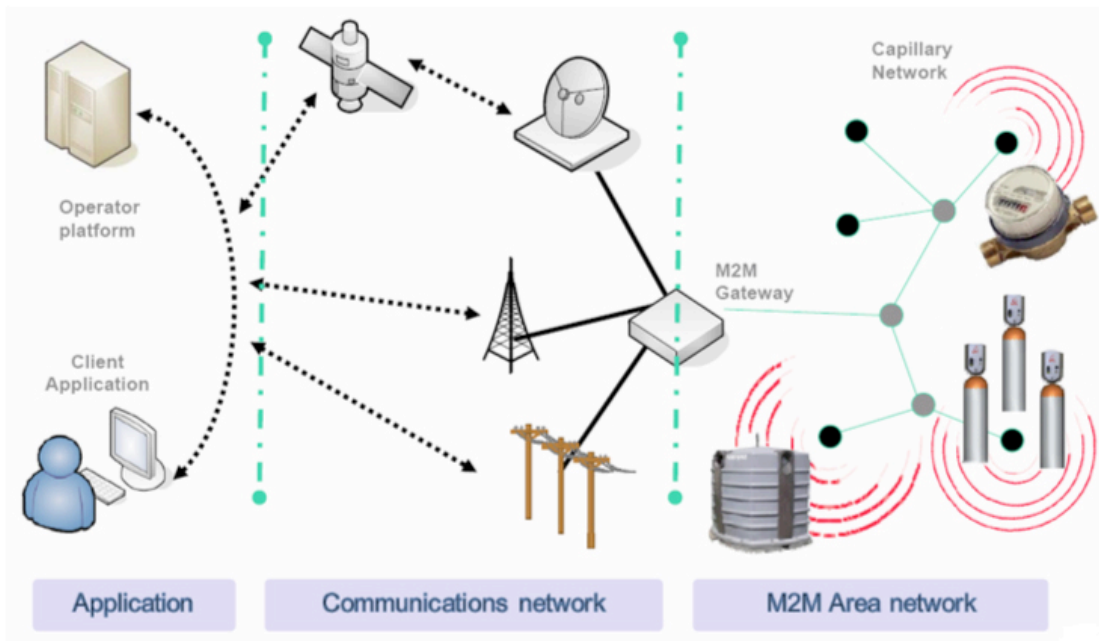 Capillary
Network
Operator
platform
M2M
Gateway
Client
Application
Application
Communications network
M2M Area network